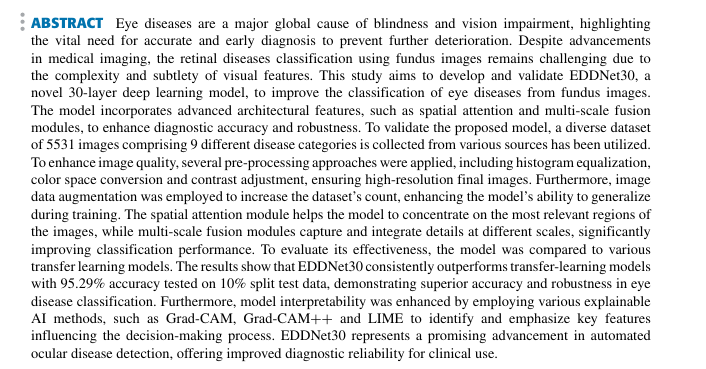 ABSTRACT Eye diseases are a major global cause of blindness and vision impairment, highlighting
the vital need for accurate and early diagnosis to prevent further deterioration. Despite advancements
in medical imaging, the retinal diseases classification using fundus images remains challenging due to
the complexity and subtlety of visual features. This study aims to develop and validate EDDNet30, a
novel 30-layer deep learning model, to improve the classification of eye diseases from fundus images.
The model incorporates advanced architectural features, such as spatial attention and multi-scale fusion
modules, to enhance diagnostic accuracy and robustness. To validate the proposed model, a diverse dataset
of 5531 images comprising 9 different disease categories is collected from various sources has been utilized.
To enhance image quality, several pre-processing approaches were applied, including histogram equalization,
color space conversion and contrast adjustment, ensuring high-resolution final images. Furthermore, image
data augmentation was employed to increase the dataset's count, enhancing the model's ability to generalize
during training. The spatial attention module helps the model to concentrate on the most relevant regions of
the images, while multi-scale fusion modules capture and integrate details at different scales, significantly
improving classification performance. To evaluate its effectiveness, the model was compared to various
transfer learning models. The results show that EDDNet30 consistently outperforms transfer-learning models
with 95.29% accuracy tested on 10% split test data, demonstrating superior accuracy and robustness in eye
disease classification. Furthermore, model interpretability was enhanced by employing various explainable
AI methods, such as Grad-CAM, Grad-CAM++ and LIME to identify and emphasize key features
influencing the decision-making process. EDDNet30 represents a promising advancement in automated
ocular disease detection, offering improved diagnostic reliability for clinical use.